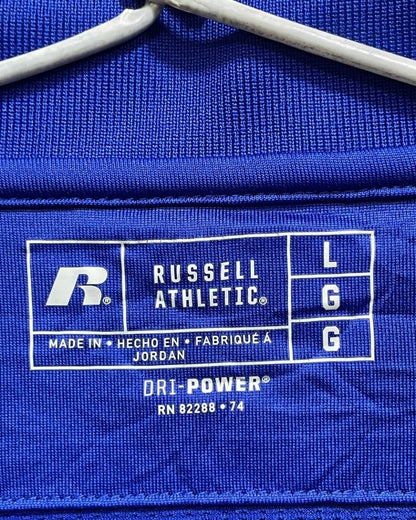 R®
RUSSELL
ATHLETIC®
L
G
G
MADE IN • HECHO EN • FABRIQUÉ À
JORDAN
DRI-POWER®
RN 82288 • 74